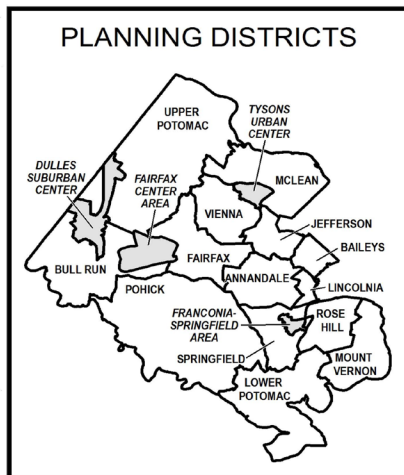 PLANNING DISTRICTS
UPPER
POTOMAC
TYSONS
URBAN
CENTER
DULLES
SUBURBAN
CENTER
FAIRFAX
CENTER
AREA
MCLEAN
VIENNA
JEFFERSON
BAILEYS
BULL RUN
FAIRFAX
ANNANDALE
POHICK
LINCOLNIA
FRANCONIA-
SPRINGFIELD
AREA
ROSE
HILL
SPRINGFIELD
MOUNT
VERNON
LOWER
POTOMAC